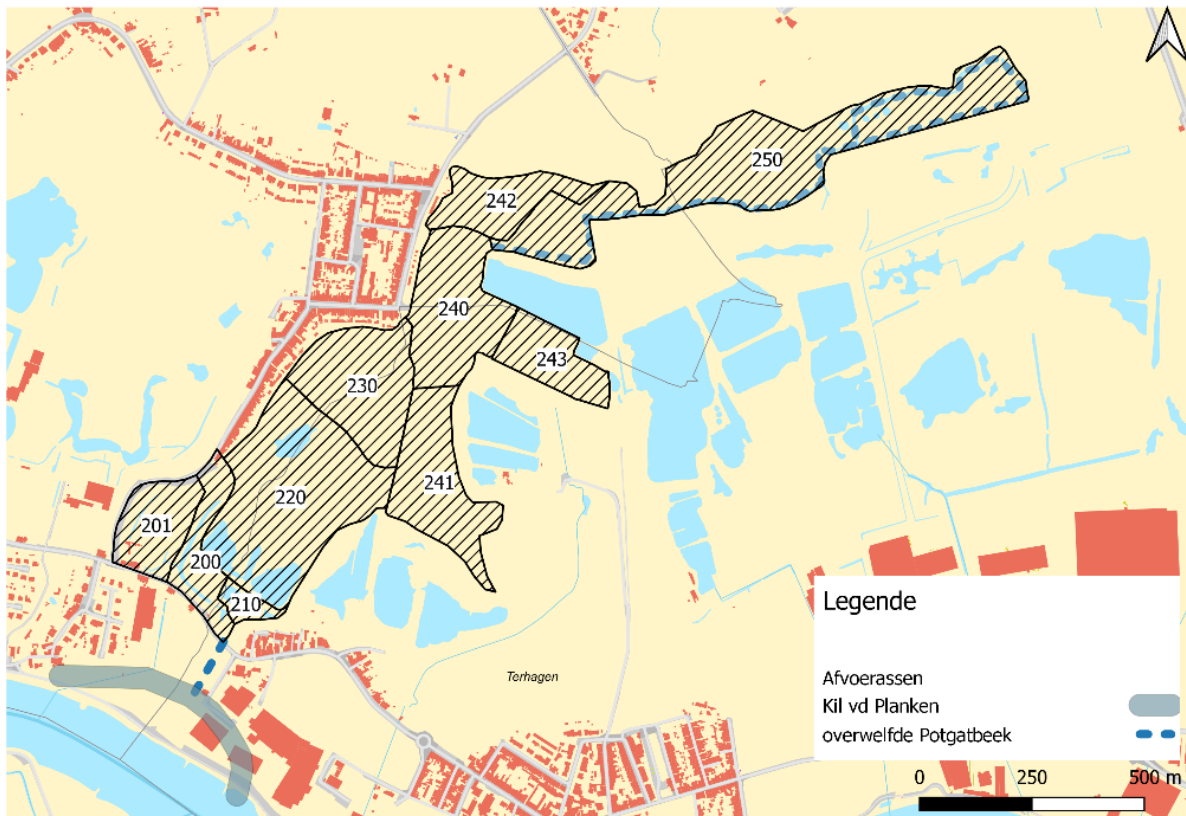 250
242
240
243
230
241
220
201
200
210
Terhagen
Legende
Afvoerassen
Kil vd Planken
overwelfde Potgatbeek
0 250 500 m